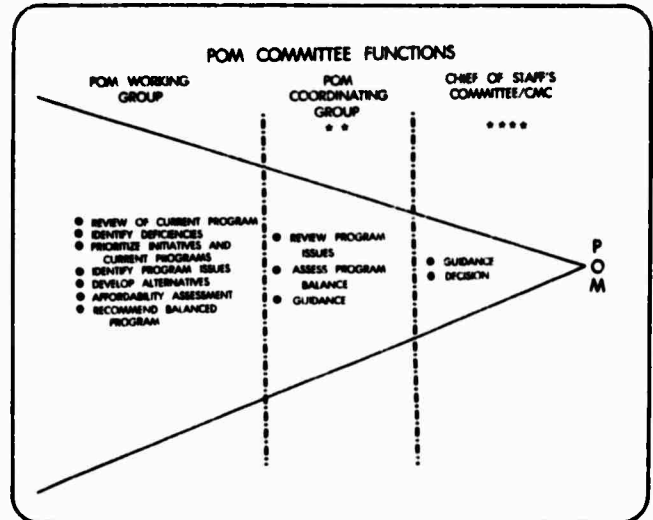 POM COMMITTEE FUNCTIONS
POM WORKING
GROUP
POM
COORDINATING
GROUP
* *
CHIEF OF STAFF'S
COMMITTEE/CMC
* * * *
● REVIEW OF CURRENT PROGRAM
● IDENTIFY DEFICIENCIES
● PRIORITIZE INITIATIVES AND
CURRENT PROGRAMS
● IDENTIFY PROGRAM ISSUES
● DEVELOP ALTERNATIVES
● AFFORDABILITY ASSESSMENT
● RECOMMEND BALANCED
PROGRAM
● REVIEW PROGRAM
ISSUES
● ASSESS PROGRAM
BALANCE
● GUIDANCE
● GUIDANCE
● DECISION
P
O
M